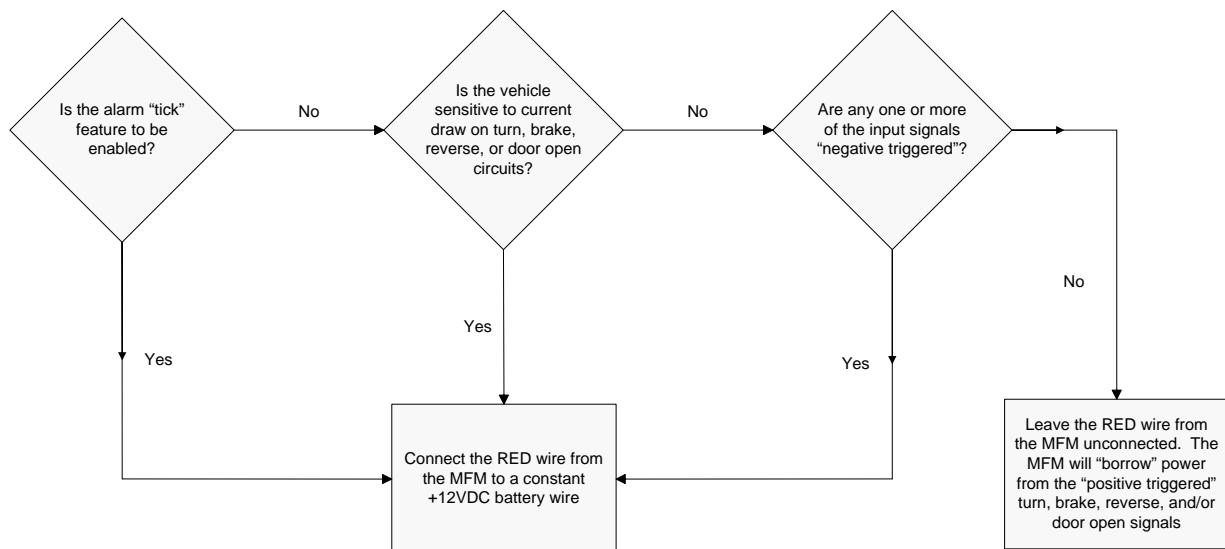 Is the alarm “tick”
feature to be
enabled?
No
Is the vehicle
sensitive to current
draw on turn, brake,
reverse, or door open
circuits?
No
Are any one or more
of the input signals
“negative triggered”?
No
Yes
Yes
Yes
Connect the RED wire from
the MFM to a constant
+12VDC battery wire
Leave the RED wire from
the MFM unconnected.  The
MFM will “borrow” power
from the “positive triggered”
turn, brake, reverse, and/or
door open signals